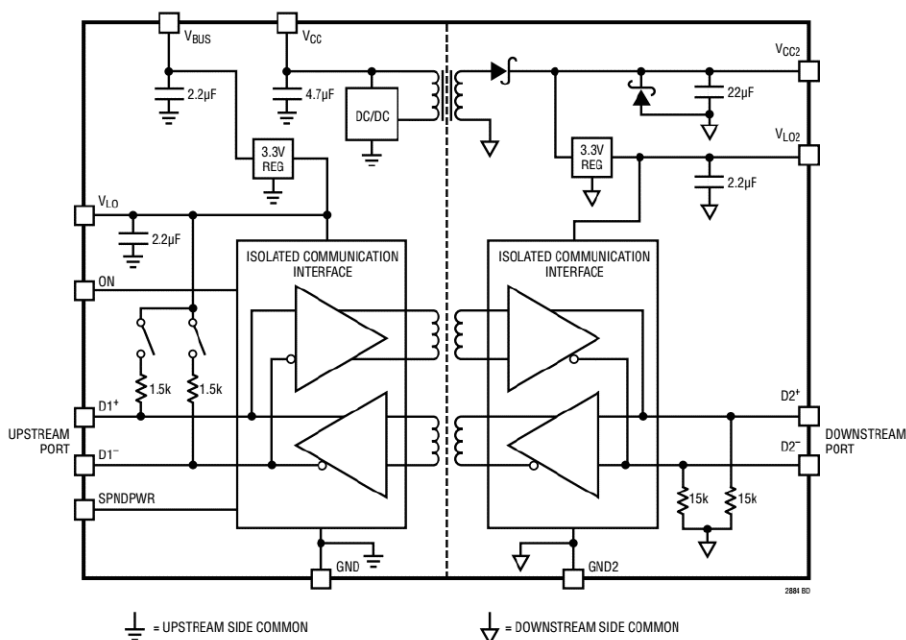 VBUS
VCC
VCC2
2.2µF
4.7µF
DC/DC
22µF
3.3V
REG
3.3V
REG
VLO2
2.2µF
VLO
2.2µF
ISOLATED COMMUNICATION
INTERFACE
ISOLATED COMMUNICATION
INTERFACE
ON
1.5k
1.5k
D1+
D2+
UPSTREAM
PORT
DOWNSTREAM
PORT
D1−
D2−
SPNDPWR
15k
15k
GND
GND2
2884 BD
= UPSTREAM SIDE COMMON
= DOWNSTREAM SIDE COMMON